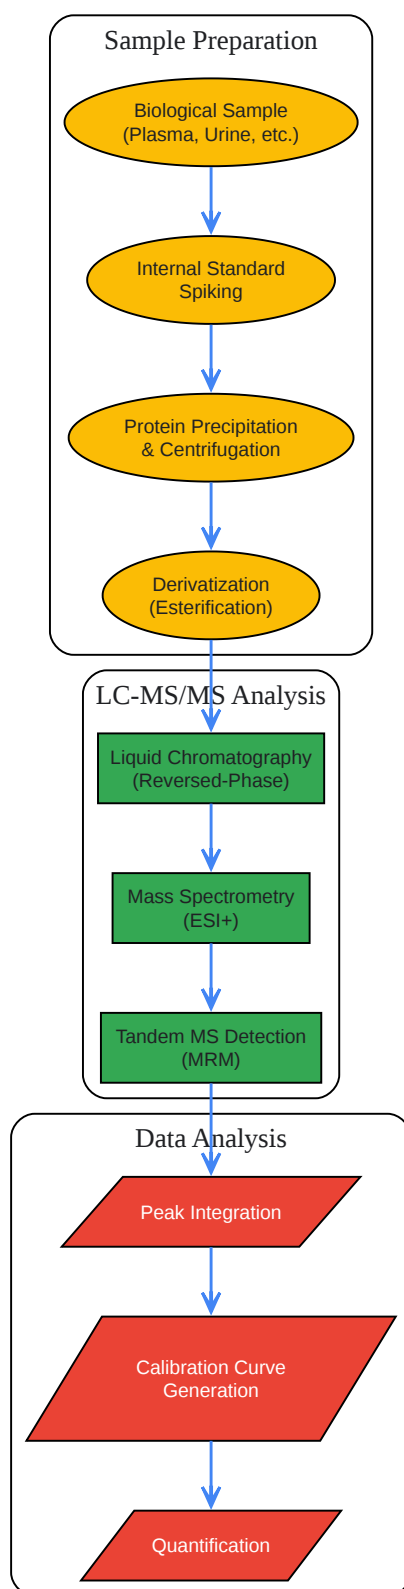 Sample Preparation
Biological Sample
(Plasma, Urine, etc.)
Internal Standard
Spiking
Protein Precipitation
& Centrifugation
Derivatization
(Esterification)
LC-MS/MS Analysis
Liquid Chromatography
(Reversed-Phase)
Mass Spectrometry
(ESI+)
Tandem MS Detection
(MRM)
Data Analysis
Peak Integration
Calibration Curve
Generation
Quantification